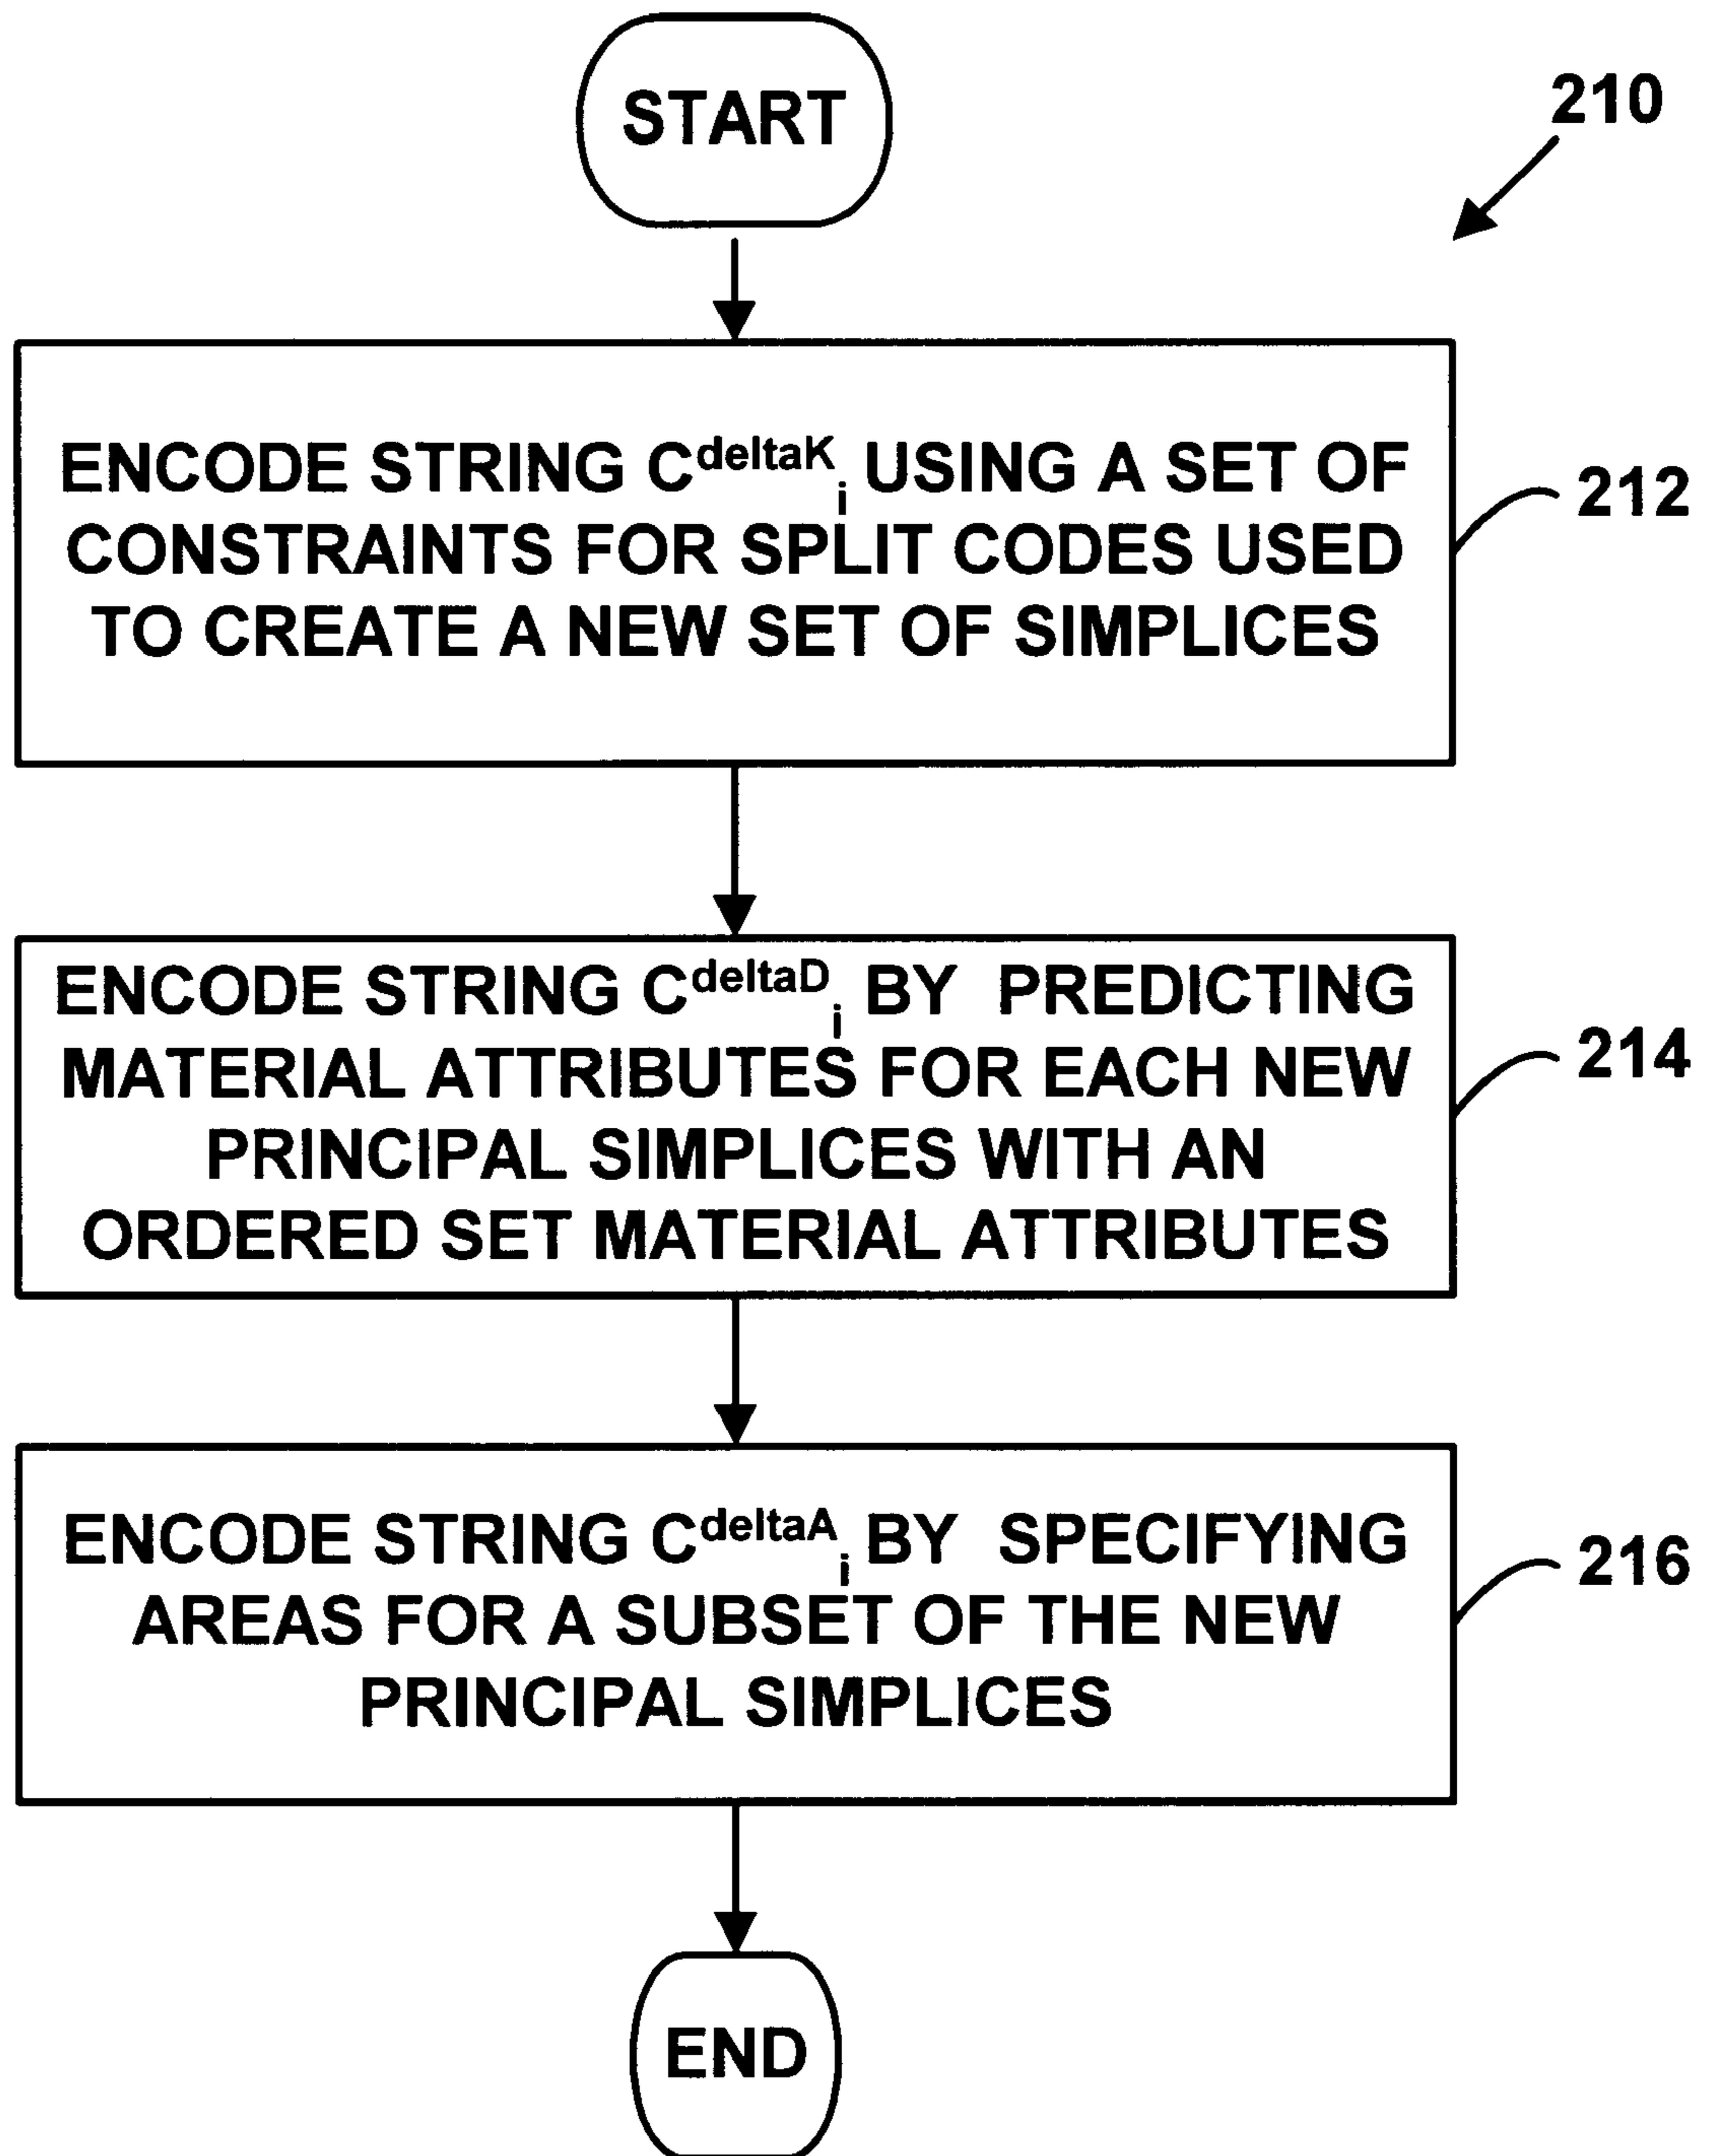 START
210
ENCODE STRING C^deltaK_i USING A SET OF
CONSTRAINTS FOR SPLIT CODES USED
TO CREATE A NEW SET OF SIMPLICES
212
ENCODE STRING C^deltaD_i BY PREDICTING
MATERIAL ATTRIBUTES FOR EACH NEW
PRINCIPAL SIMPLICES WITH AN
ORDERED SET MATERIAL ATTRIBUTES
214
ENCODE STRING C^deltaA_i BY SPECIFYING
AREAS FOR A SUBSET OF THE NEW
PRINCIPAL SIMPLICES
216
END